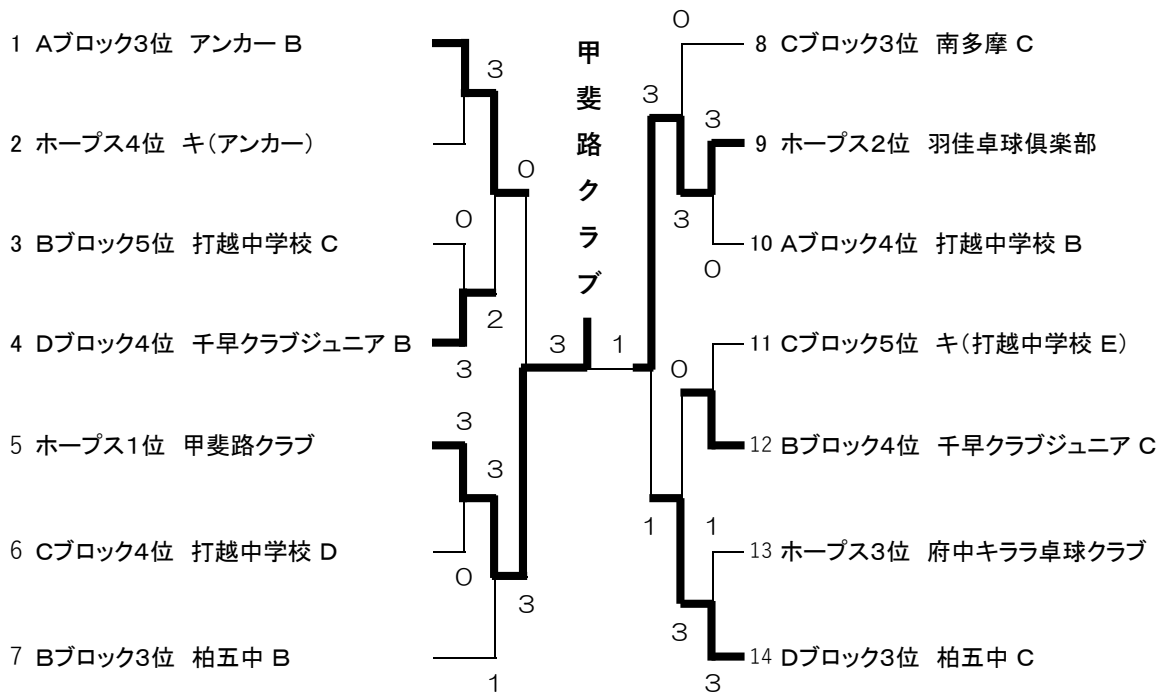 1 Aブロック3位 アンカー B
3
2 ホープス4位 キ(アンカー)
0
0
3 Bブロック5位 打越中学校 C
2
4 Dブロック4位 千早クラブジュニア B
3
3
5 ホープス1位 甲斐路クラブ
3
6 Cブロック4位 打越中学校 D
0
3
7 Bブロック3位 柏五中 B
1
甲斐路クラブ
3 1
0
8 Cブロック3位 南多摩 C
3
3
9 ホープス2位 羽佳卓球倶楽部
3
10 Aブロック4位 打越中学校 B
0
11 Cブロック5位 キ(打越中学校 E)
0
12 Bブロック4位 千早クラブジュニア C
1
1
13 ホープス3位 府中キララ卓球クラブ
3
14 Dブロック3位 柏五中 C
3